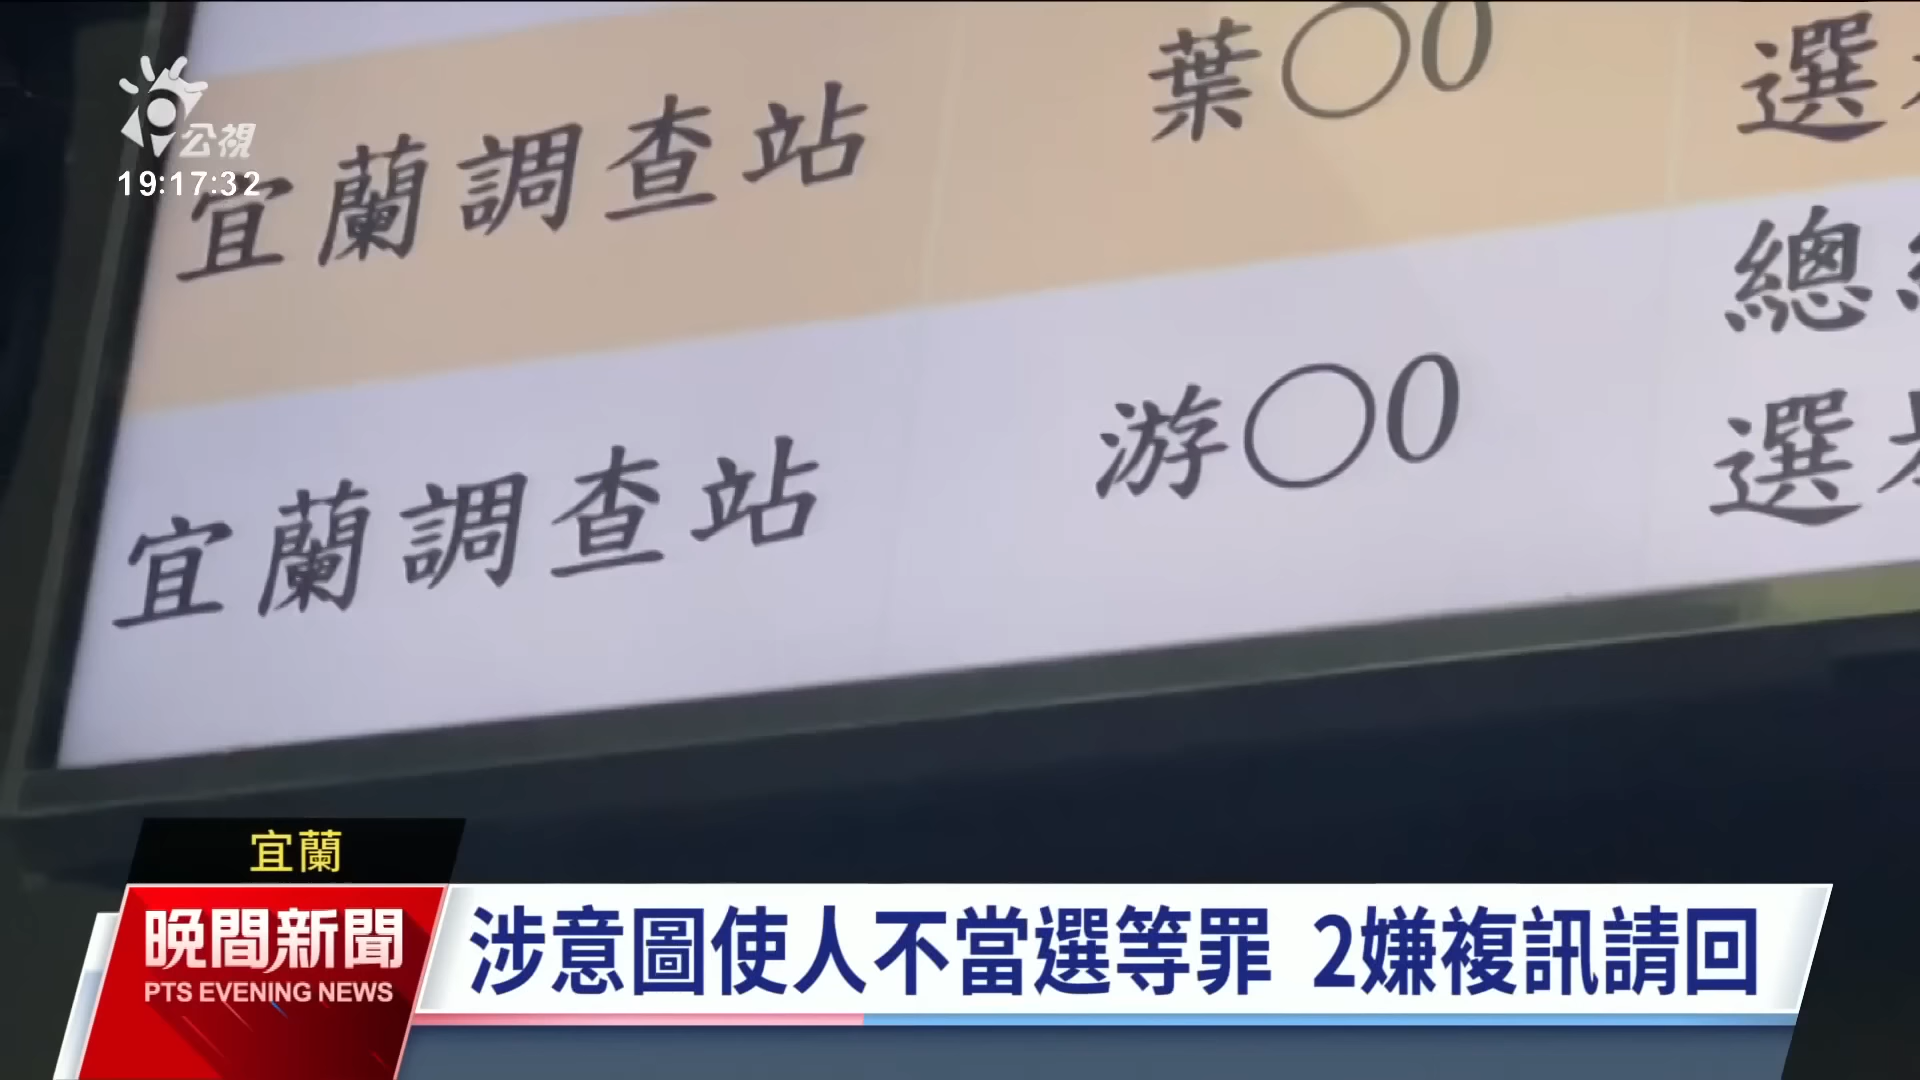 公視
19:17:32
宜蘭調查站 葉○0 選
總
宜蘭調查站 游○0
選
宜蘭
晚間新聞
PTS EVENING NEWS
涉意圖使人不當選等罪 2嫌複訊請回